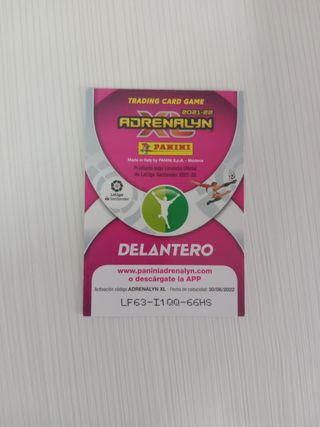 TRADING CARD GAME
2021-22
ADRENALYN
XL
PANINI
Made in Italy by PANINI S.p.A. - Modena
Producto bajo Licencia Oficial
de LaLiga Santander 2021-22
LaLiga
Santander
DELANTERO
www.paniniadrenalyn.com
o descárgate la APP
Activación código ADRENALYN XL - Fecha de caducidad: 30/06/2022
LF63-I1QQ-66HS